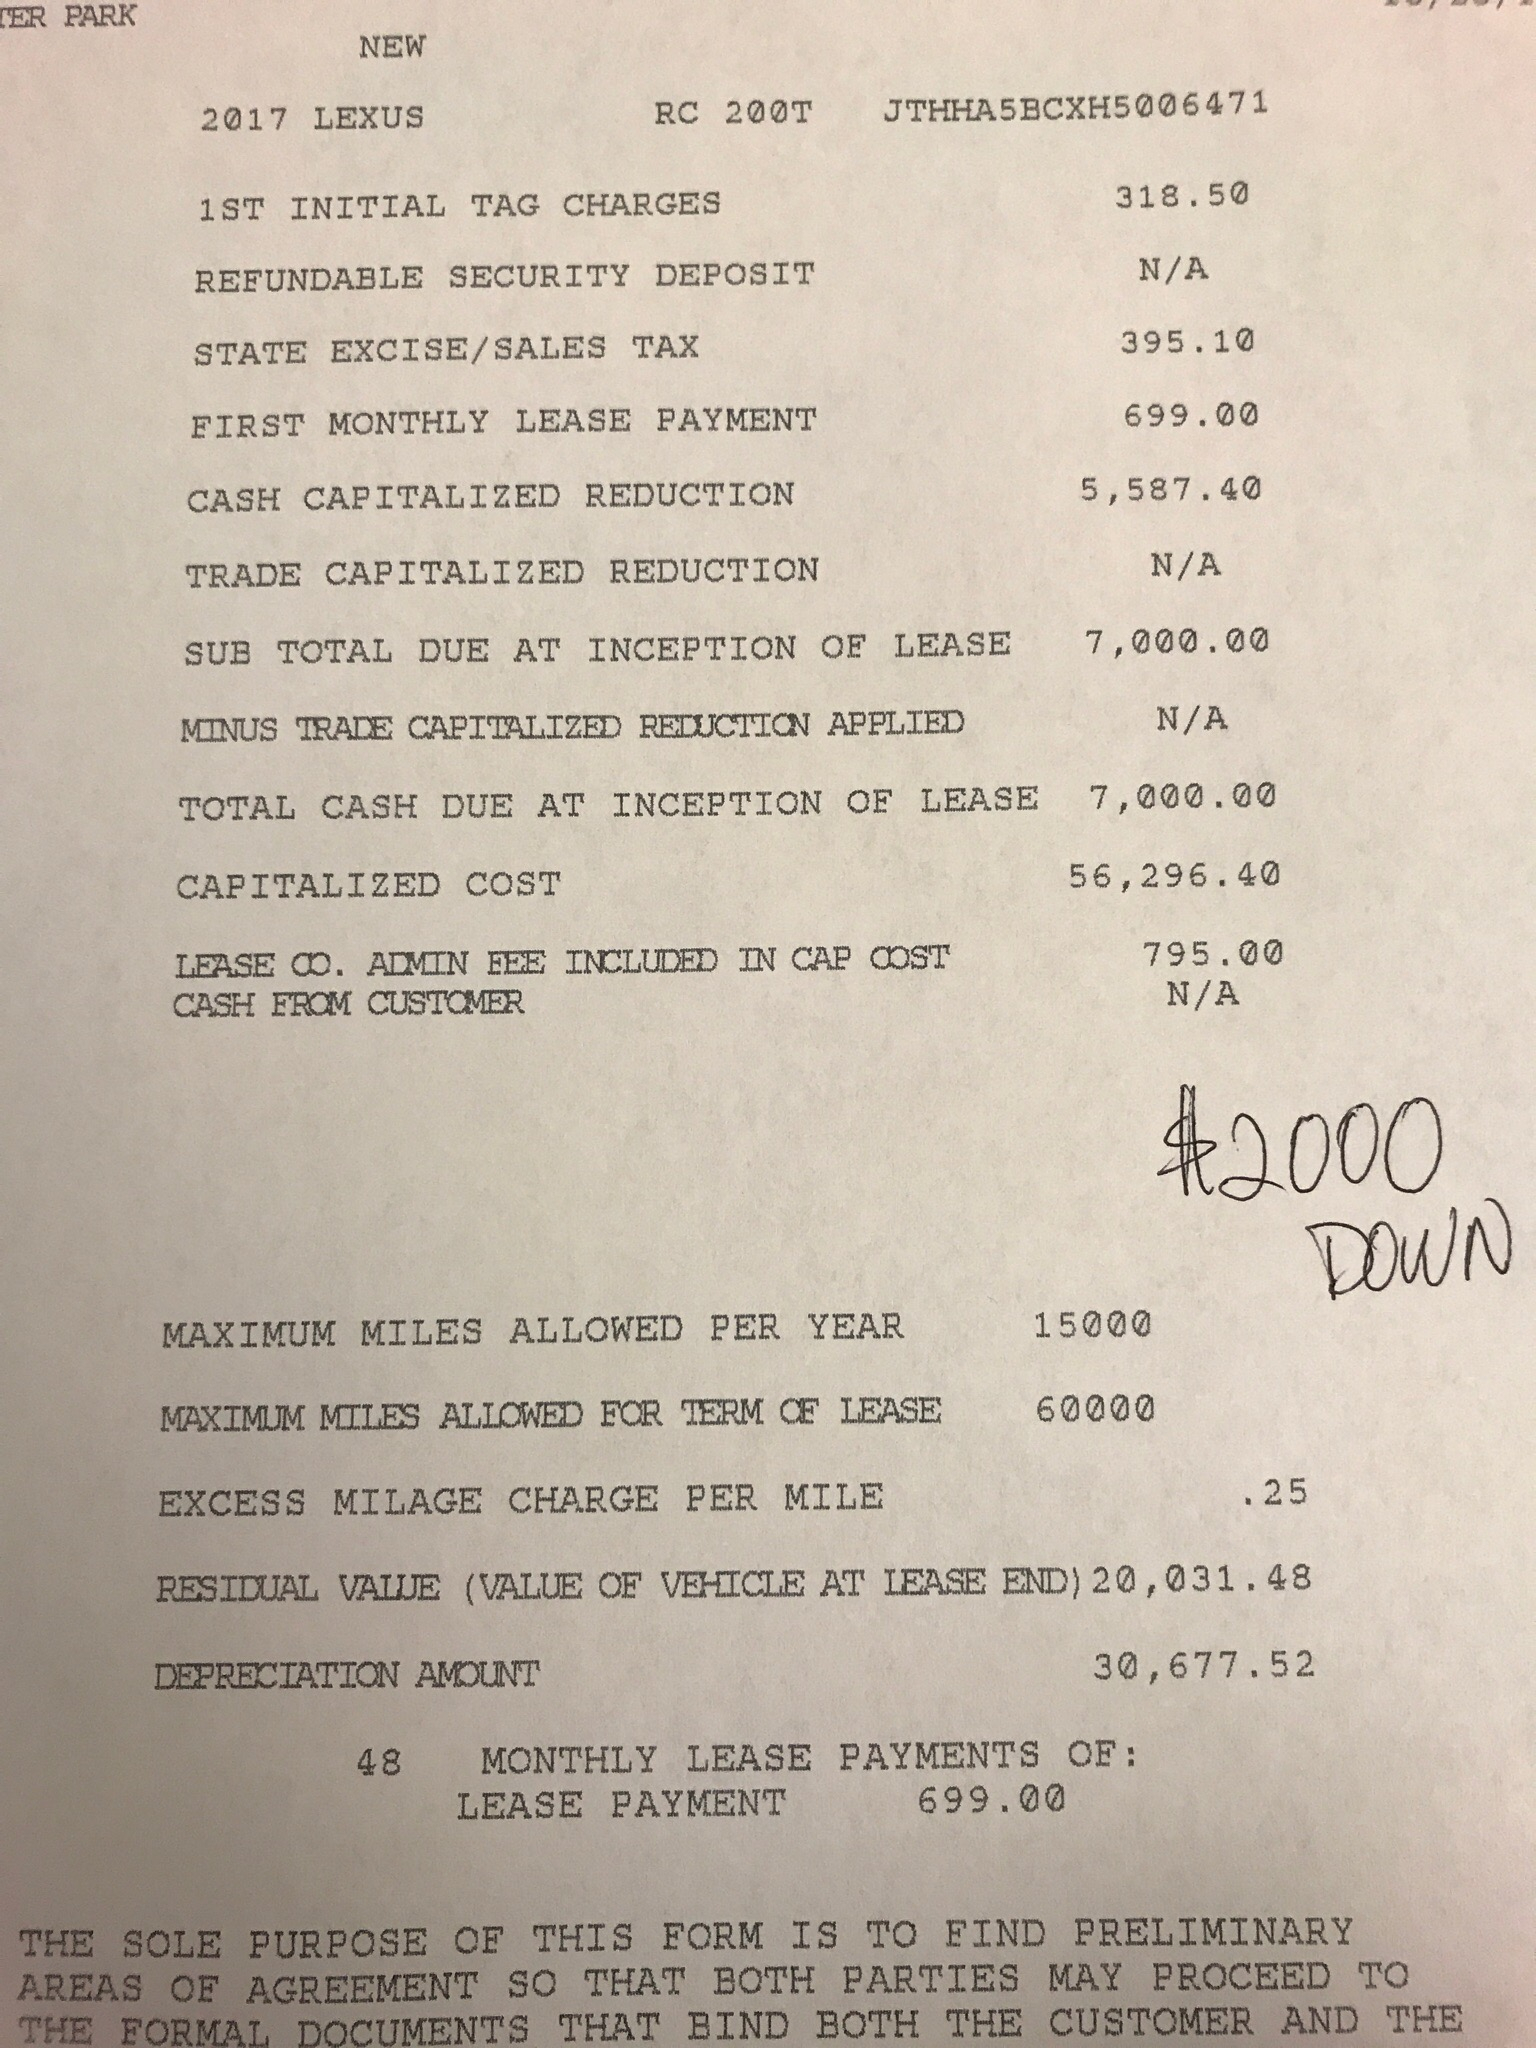 TER PARK
NEW
2017 LEXUS RC 200T JTHHA5BCXH5006471
1ST INITIAL TAG CHARGES 318.50
REFUNDABLE SECURITY DEPOSIT N/A
STATE EXCISE/SALES TAX 395.10
FIRST MONTHLY LEASE PAYMENT 699.00
CASH CAPITALIZED REDUCTION 5,587.40
TRADE CAPITALIZED REDUCTION N/A
SUB TOTAL DUE AT INCEPTION OF LEASE 7,000.00
MINUS TRADE CAPITALIZED REDUCTION APPLIED N/A
TOTAL CASH DUE AT INCEPTION OF LEASE 7,000.00
CAPITALIZED COST 56,296.40
LEASE CO. ADMIN FEE INCLUDED IN CAP COST 795.00
CASH FROM CUSTOMER N/A
$2000
DOWN
MAXIMUM MILES ALLOWED PER YEAR 15000
MAXIMUM MILES ALLOWED FOR TERM OF LEASE 60000
EXCESS MILAGE CHARGE PER MILE .25
RESIDUAL VALUE (VALUE OF VEHICLE AT LEASE END) 20,031.48
DEPRECIATION AMOUNT 30,677.52
48 MONTHLY LEASE PAYMENTS OF:
LEASE PAYMENT 699.00
THE SOLE PURPOSE OF THIS FORM IS TO FIND PRELIMINARY
AREAS OF AGREEMENT SO THAT BOTH PARTIES MAY PROCEED TO
THE FORMAL DOCUMENTS THAT BIND BOTH THE CUSTOMER AND THE